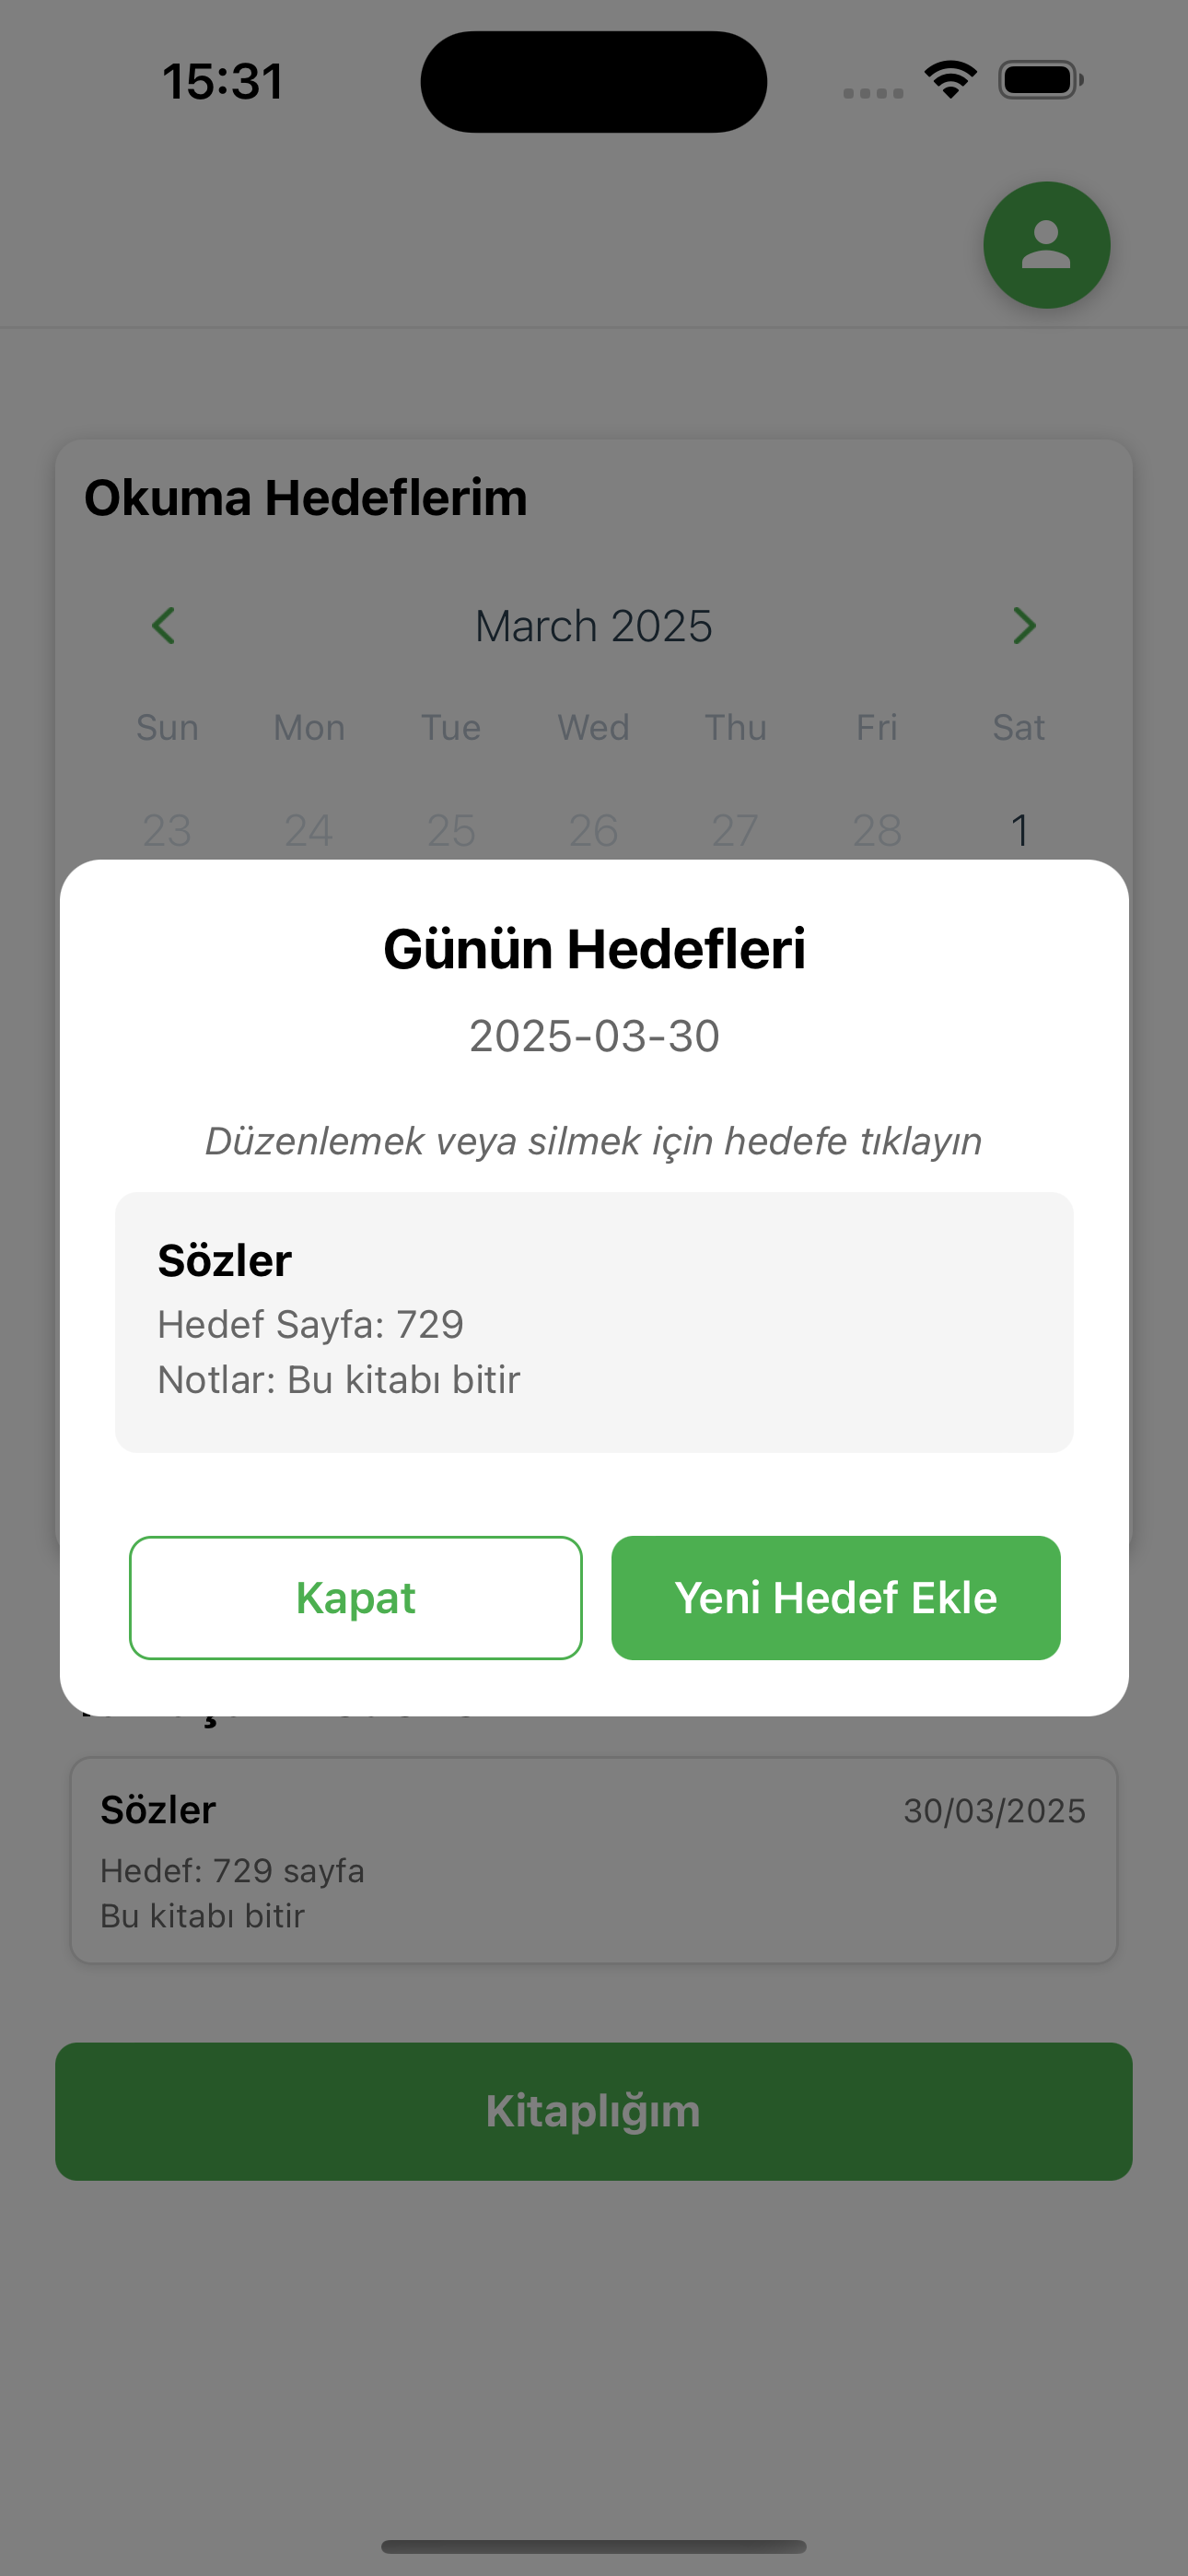 15:31
Okuma Hedeflerim
March 2025
Sun Mon Tue Wed Thu Fri Sat
23 24 25 26 27 28 1
Günün Hedefleri
2025-03-30
Düzenlemek veya silmek için hedefe tıklayın
Sözler
Hedef Sayfa: 729
Notlar: Bu kitabı bitir
Kapat Yeni Hedef Ekle
Sözler 30/03/2025
Hedef: 729 sayfa
Bu kitabı bitir
Kitaplığım